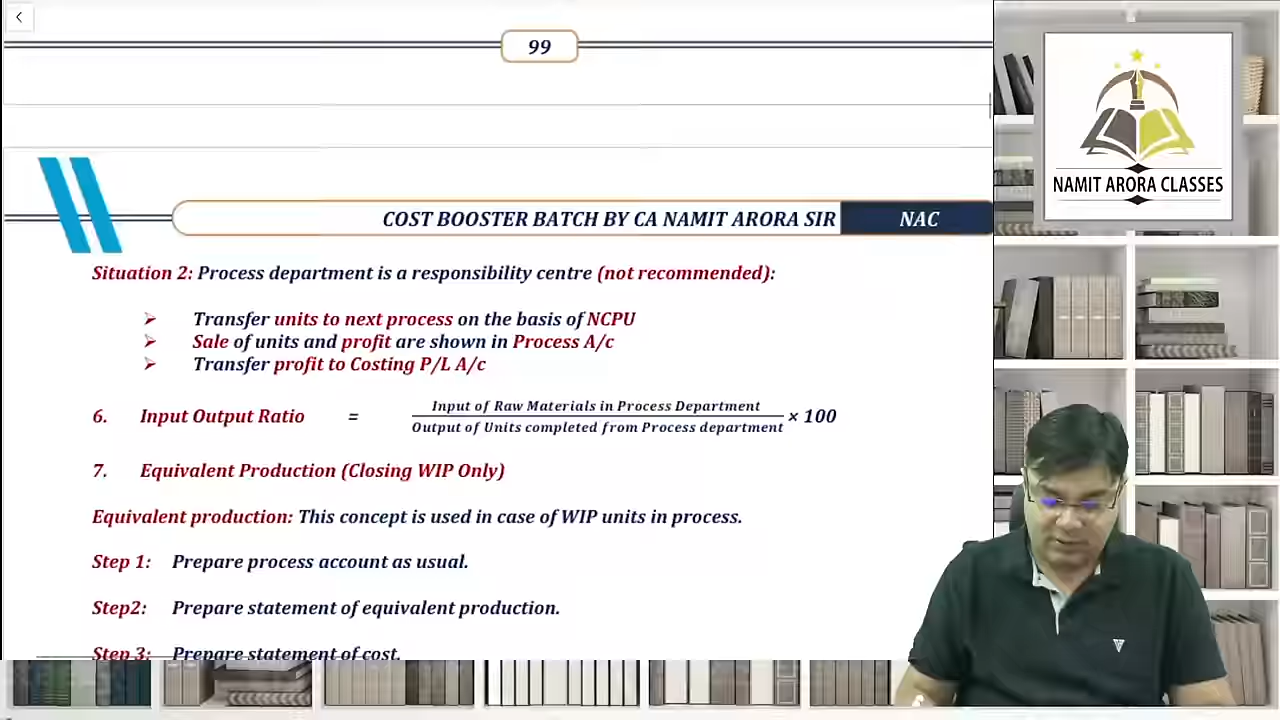 99
COST BOOSTER BATCH BY CA NAMIT ARORA SIR NAC
Situation 2: Process department is a responsibility centre (not recommended):
➢ Transfer units to next process on the basis of NCPU
➢ Sale of units and profit are shown in Process A/c
➢ Transfer profit to Costing P/L A/c
6. Input Output Ratio = Input of Raw Materials in Process Department / Output of Units completed from Process department × 100
7. Equivalent Production (Closing WIP Only)
Equivalent production: This concept is used in case of WIP units in process.
Step 1: Prepare process account as usual.
Step2: Prepare statement of equivalent production.
Step 3: Prepare statement of cost.
NAMIT ARORA CLASSES